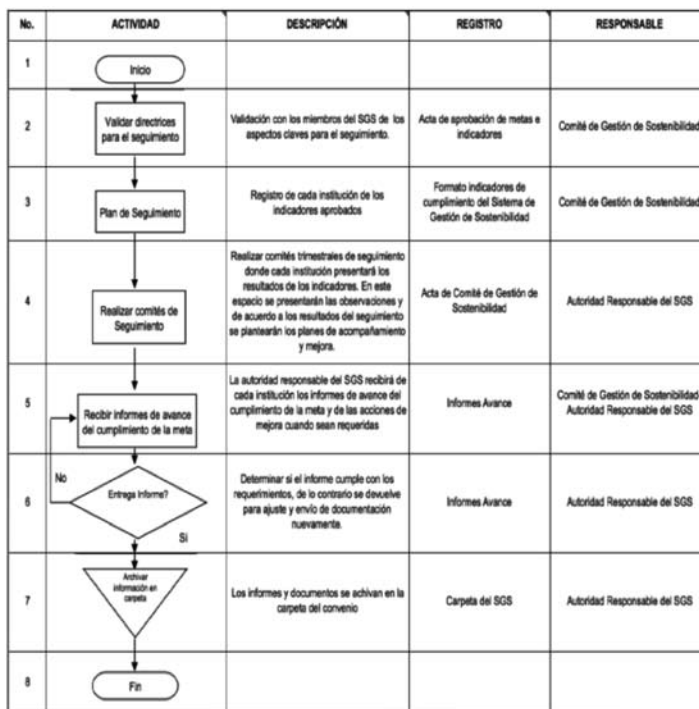 No. ACTIVIDAD DESCRIPCIÓN REGISTRO RESPONSABLE
1
Inicio
2
Validar directrices
para el seguimiento
Validación con los miembros del SGS de los
aspectos claves para el seguimiento.
Acta de aprobación de metas e
indicadores
Comité de Gestión de Sostenibilidad
3
Plan de Seguimiento
Registro de cada institución de los
indicadores aprobados
Formato indicadores de
cumplimiento del Sistema de
Gestión de Sostenibilidad
Comité de Gestión de Sostenibilidad
4
Realizar comités de
Seguimiento
Realizar comités trimestrales de seguimiento
donde cada institución presentará los
resultados de los indicadores. En este
espacio se presentarán las observaciones y
de acuerdo a los resultados del seguimiento
se plantearán los planes de acompañamiento
y mejora.
Acta de Comité de Gestión de
Sostenibilidad
Autoridad Responsable del SGS
5
Recibir informes de avance
del cumplimiento de la meta
La autoridad responsable del SGS recibirá de
cada institución los informes de avance del
cumplimiento de la meta y de las acciones de
mejora cuando sean requeridas
Informes Avance
Comité de Gestión de Sostenibilidad
Autoridad Responsable del SGS
6
No
Entrega Informe?
Si
Determinar si el informe cumple con los
requerimientos, de lo contrario se devuelve
para ajuste y envío de documentación
nuevamente.
Informes Avance
Autoridad Responsable del SGS
7
Archivar
información en
carpeta
Los informes y documentos se achivan en la
carpeta del convenio
Carpeta del SGS
Autoridad Responsable del SGS
8
Fin